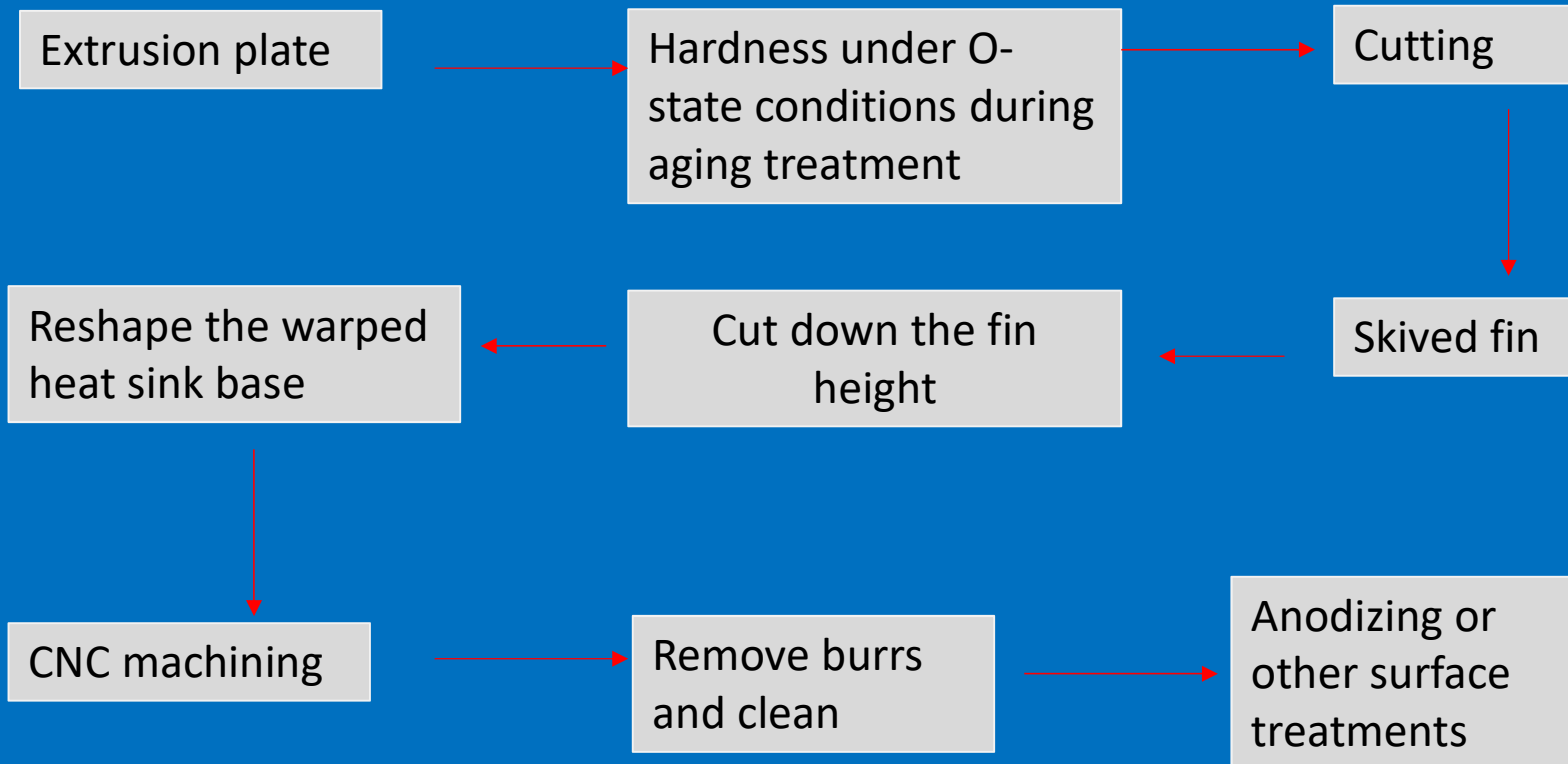 Extrusion plate
Hardness under O-
state conditions during
aging treatment
Cutting
Skived fin
Cut down the fin
height
Reshape the warped
heat sink base
CNC machining
Remove burrs
and clean
Anodizing or
other surface
treatments